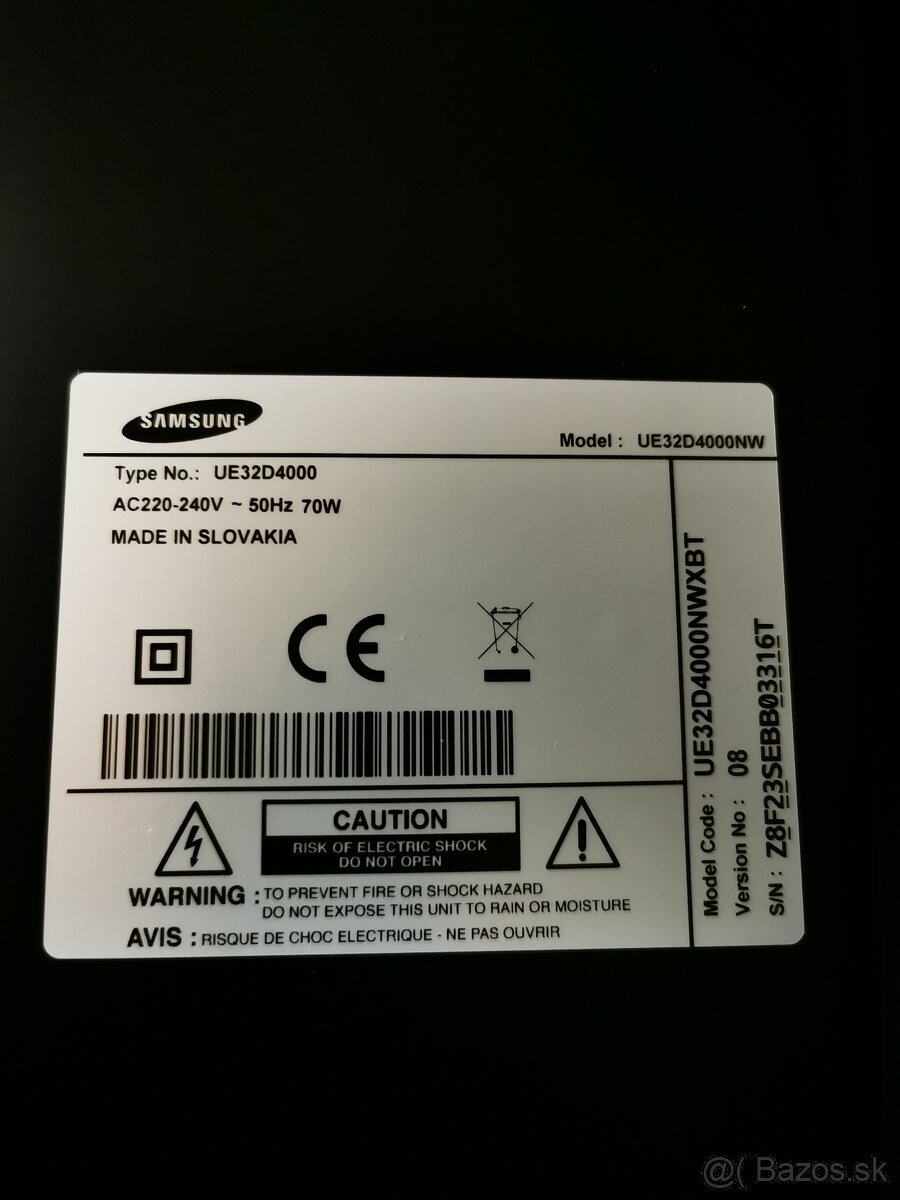 SAMSUNG
Model : UE32D4000NW
Type No.: UE32D4000
AC220-240V ~ 50Hz 70W
MADE IN SLOVAKIA
CE
CAUTION
RISK OF ELECTRIC SHOCK
DO NOT OPEN
WARNING : TO PREVENT FIRE OR SHOCK HAZARD
DO NOT EXPOSE THIS UNIT TO RAIN OR MOISTURE
AVIS : RISQUE DE CHOC ELECTRIQUE - NE PAS OUVRIR
Model Code : UE32D4000NWXBT
Version No : 08
S/N : Z8F23SEBB03316T
@( Bazos.sk